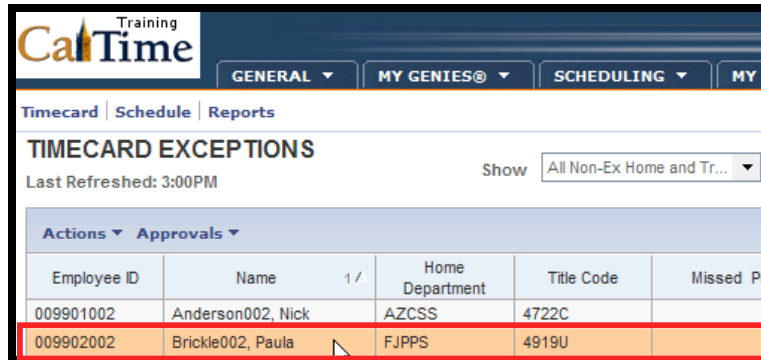 Training
CalTime
GENERAL MY GENIES® SCHEDULING MY
Timecard Schedule Reports
TIMECARD EXCEPTIONS
Show All Non-Ex Home and Tr...
Last Refreshed: 3:00PM
Actions Approvals
Employee ID Name 1 Home Department Title Code Missed P
009901002 Anderson002, Nick AZCSS 4722C
009902002 Brickle002, Paula FJPPS 4919U